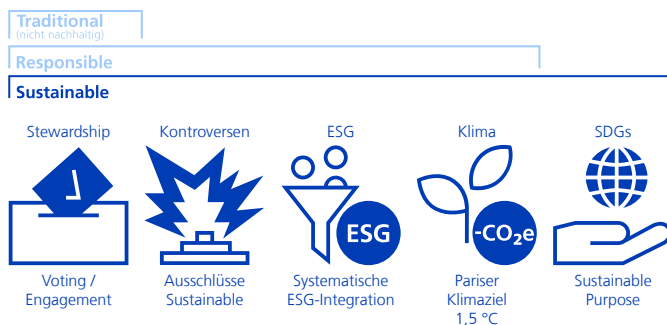 Traditional
(nicht nachhaltig)
Responsible
Sustainable
Stewardship
Kontroversen
ESG
Klima
SDGs
ESG
-CO₂e
Voting /
Engagement
Ausschlüsse
Sustainable
Systematische
ESG-Integration
Pariser
Klimaziel
1,5 °C
Sustainable
Purpose